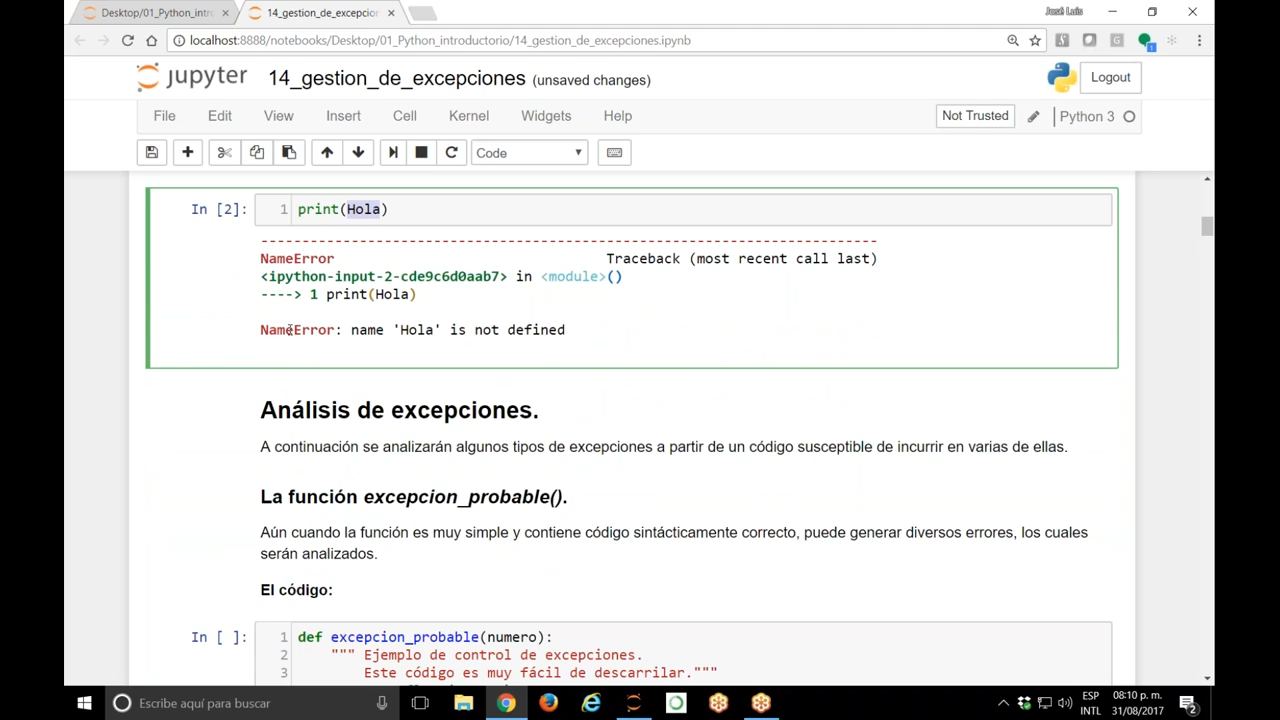 Desktop/01_Python_intro
14_gestion_de_excepcion
José Luis
localhost:8888/notebooks/Desktop/01_Python_introductorio/14_gestion_de_excepciones.ipynb
jupyter
14_gestion_de_excepciones (unsaved changes)
Logout
File Edit View Insert Cell Kernel Widgets Help
Not Trusted
Python 3
Code
In [2]: 1 print(Hola)
---------------------------------------------------------------------------
NameError Traceback (most recent call last)
<ipython-input-2-cde9c6d0aab7> in <module>()
----> 1 print(Hola)
NameError: name 'Hola' is not defined
Análisis de excepciones.
A continuación se analizarán algunos tipos de excepciones a partir de un código susceptible de incurrir en varias de ellas.
La función excepcion_probable().
Aún cuando la función es muy simple y contiene código sintácticamente correcto, puede generar diversos errores, los cuales
serán analizados.
El código:
In [ ]: 1 def excepcion_probable(numero):
2 """ Ejemplo de control de excepciones.
3 Este código es muy fácil de descarrilar."""
Escribe aquí para buscar
ESP
INTL
08:10 p. m.
31/08/2017
2